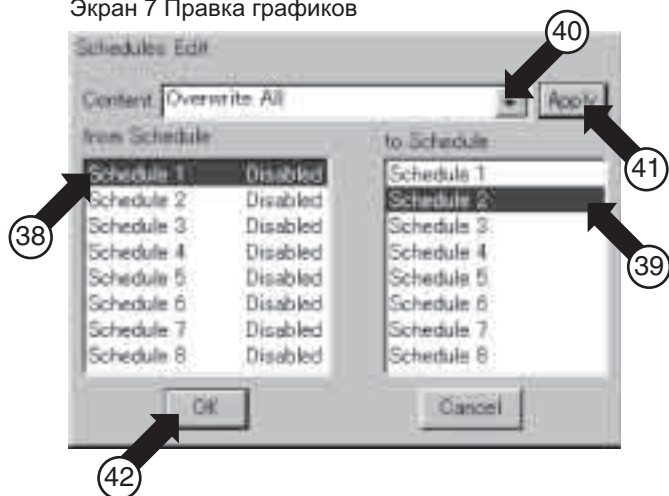 Экран 7 Правка графиков
40
Schedules Edit
Content Overwrite All Apply
from Schedule to Schedule
41
Schedule 1 Disabled Schedule 1
Schedule 2 Disabled Schedule 2
38
Schedule 3 Disabled Schedule 3
Schedule 4 Disabled Schedule 4
39
Schedule 5 Disabled Schedule 5
Schedule 6 Disabled Schedule 6
Schedule 7 Disabled Schedule 7
Schedule 8 Disabled Schedule 8
OK Cancel
42